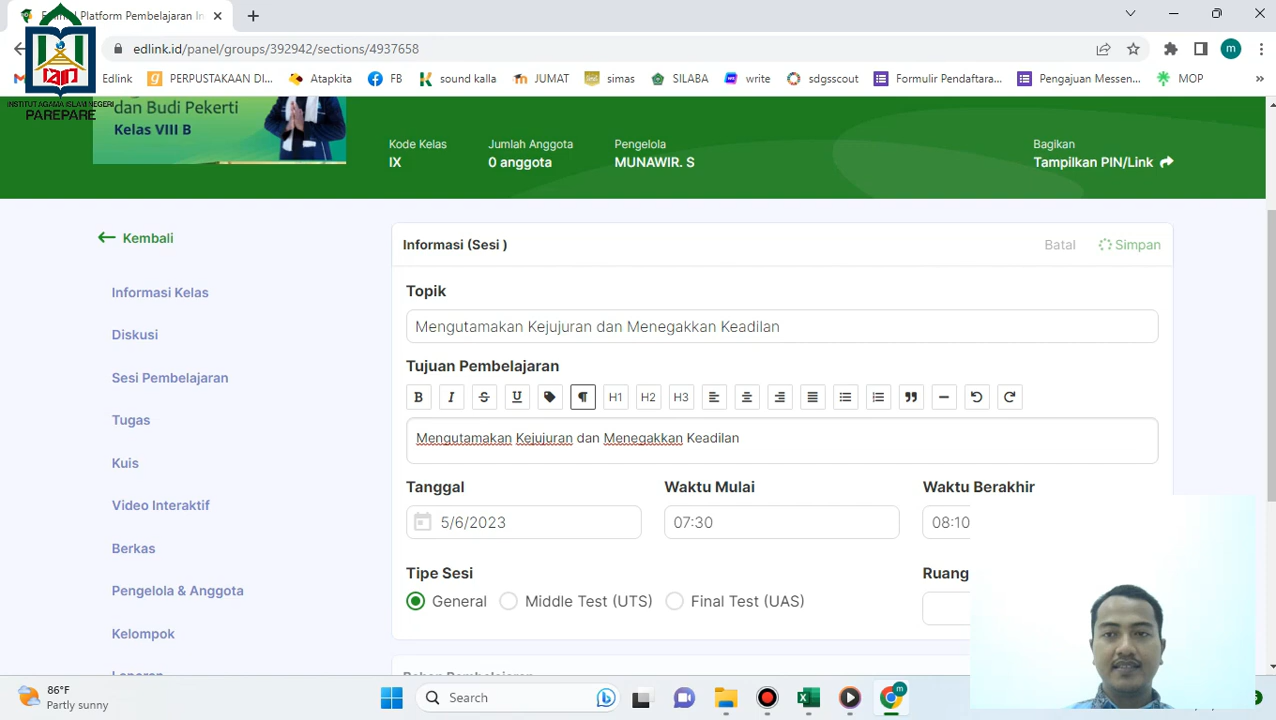 Platform Pembelajaran In
edlink.id/panel/groups/392942/sections/4937658
m
Edlink
PERPUSTAKAAN DI...
Atapkita
FB
sound kalla
JUMAT
simas
SILABA
write
sdgsscout
Formulir Pendaftara...
Pengajuan Messen...
MOP
»
INSTITUT AGAMA ISLAM NEGERI
PAREPARE
dan Budi Pekerti
Kelas VIII B
Kode Kelas
IX
Jumlah Anggota
0 anggota
Pengelola
MUNAWIR. S
Bagikan
Tampilkan PIN/Link
Kembali
Informasi Kelas
Diskusi
Sesi Pembelajaran
Tugas
Kuis
Video Interaktif
Berkas
Pengelola & Anggota
Kelompok
Laporan
Informasi (Sesi )
Batal
Simpan
Topik
Mengutamakan Kejujuran dan Menegakkan Keadilan
Tujuan Pembelajaran
B I S U ¶ H1 H2 H3
Mengutamakan Kejujuran dan Menegakkan Keadilan
Tanggal
5/6/2023
Waktu Mulai
07:30
Waktu Berakhir
08:10
Tipe Sesi
General
Middle Test (UTS)
Final Test (UAS)
Ruang
Bahan Pembelajaran
86°F
Partly sunny
Search
m